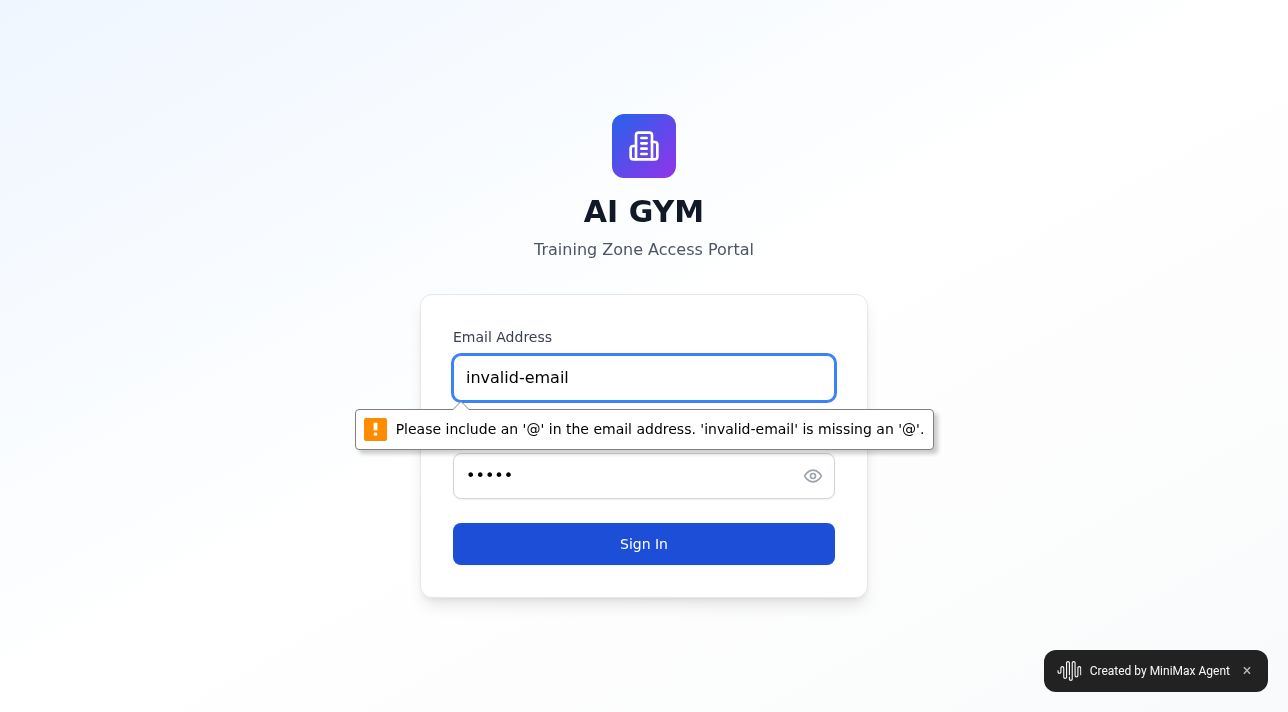 AI GYM
Training Zone Access Portal
Email Address
invalid-email
Please include an '@' in the email address. 'invalid-email' is missing an '@'.
•••••
Sign In
Created by MiniMax Agent ×